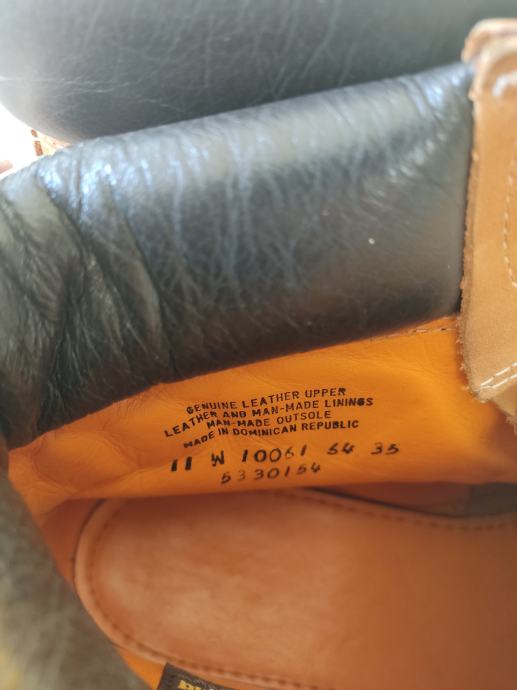 GENUINE LEATHER UPPER
LEATHER AND MAN-MADE LININGS
MAN-MADE OUTSOLE
MADE IN DOMINICAN REPUBLIC
11 W 10061 54 35
5330154